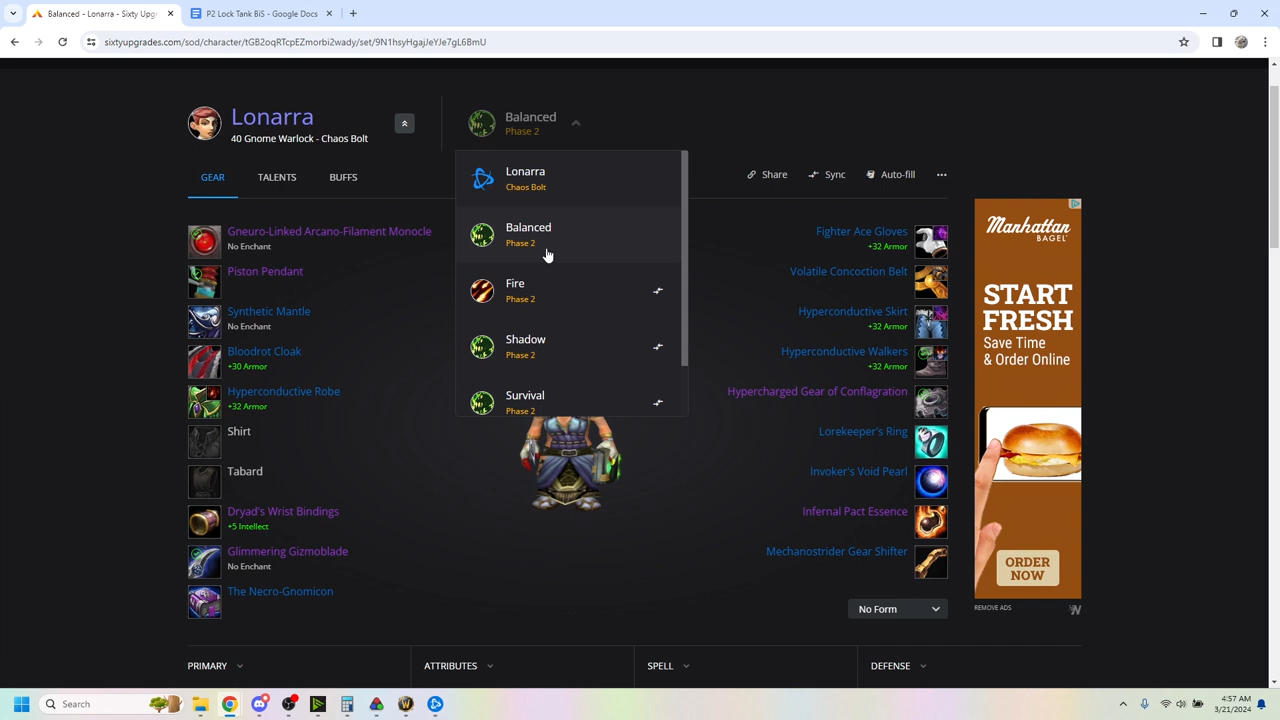 Balanced - Lonarra - Sixty Upg
P2 Lock Tank BiS - Google Docs
sixtyupgrades.com/sod/character/tGB2oqRTcpEZmorbi2wady/set/9N1hsyHgajJeYJe7gL6BmU
Lonarra
40 Gnome Warlock - Chaos Bolt
Balanced
Phase 2
GEAR
TALENTS
BUFFS
Share
Sync
Auto-fill
Lonarra
Chaos Bolt
Balanced
Phase 2
Fire
Phase 2
Shadow
Phase 2
Survival
Phase 2
Gneuro-Linked Arcano-Filament Monocle
No Enchant
Piston Pendant
Synthetic Mantle
No Enchant
Bloodrot Cloak
+30 Armor
Hyperconductive Robe
+32 Armor
Shirt
Tabard
Dryad's Wrist Bindings
+5 Intellect
Glimmering Gizmoblade
No Enchant
The Necro-Gnomicon
Fighter Ace Gloves
+32 Armor
Volatile Concoction Belt
Hyperconductive Skirt
+32 Armor
Hyperconductive Walkers
+32 Armor
Hypercharged Gear of Conflagration
Lorekeeper's Ring
Invoker's Void Pearl
Infernal Pact Essence
Mechanostrider Gear Shifter
No Form
Manhattan
BAGEL
START
FRESH
Save Time
& Order Online
ORDER
NOW
REMOVE ADS
PRIMARY
ATTRIBUTES
SPELL
DEFENSE
Search
4:57 AM
3/21/2024